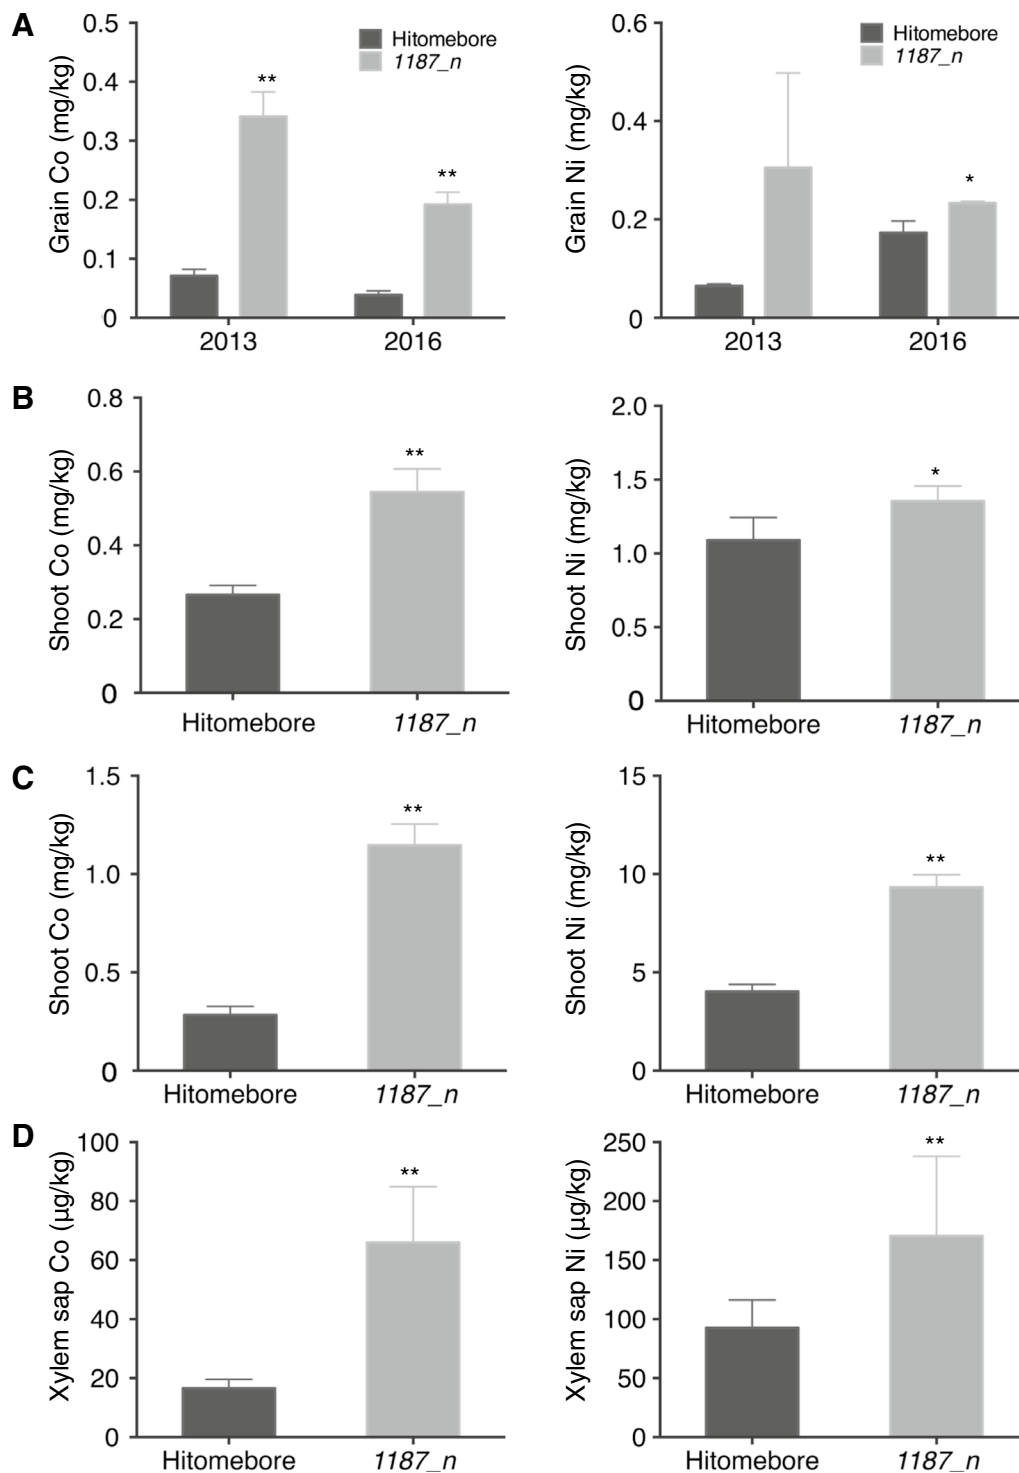 A
Grain Co (mg/kg)
0.5
0.4
0.3
0.2
0.1
0
Hitomebore
1187_n
**
**
2013
2016
Grain Ni (mg/kg)
0.6
0.4
0.2
0
Hitomebore
1187_n
*
2013
2016
B
Shoot Co (mg/kg)
0.8
0.6
0.4
0.2
0
**
Hitomebore
1187_n
Shoot Ni (mg/kg)
2.0
1.5
1.0
0.5
0
*
Hitomebore
1187_n
C
Shoot Co (mg/kg)
1.5
1.0
0.5
0
**
Hitomebore
1187_n
Shoot Ni (mg/kg)
15
10
5
0
**
Hitomebore
1187_n
D
Xylem sap Co (µg/kg)
100
80
60
40
20
0
**
Hitomebore
1187_n
Xylem sap Ni (µg/kg)
250
200
150
100
50
0
**
Hitomebore
1187_n